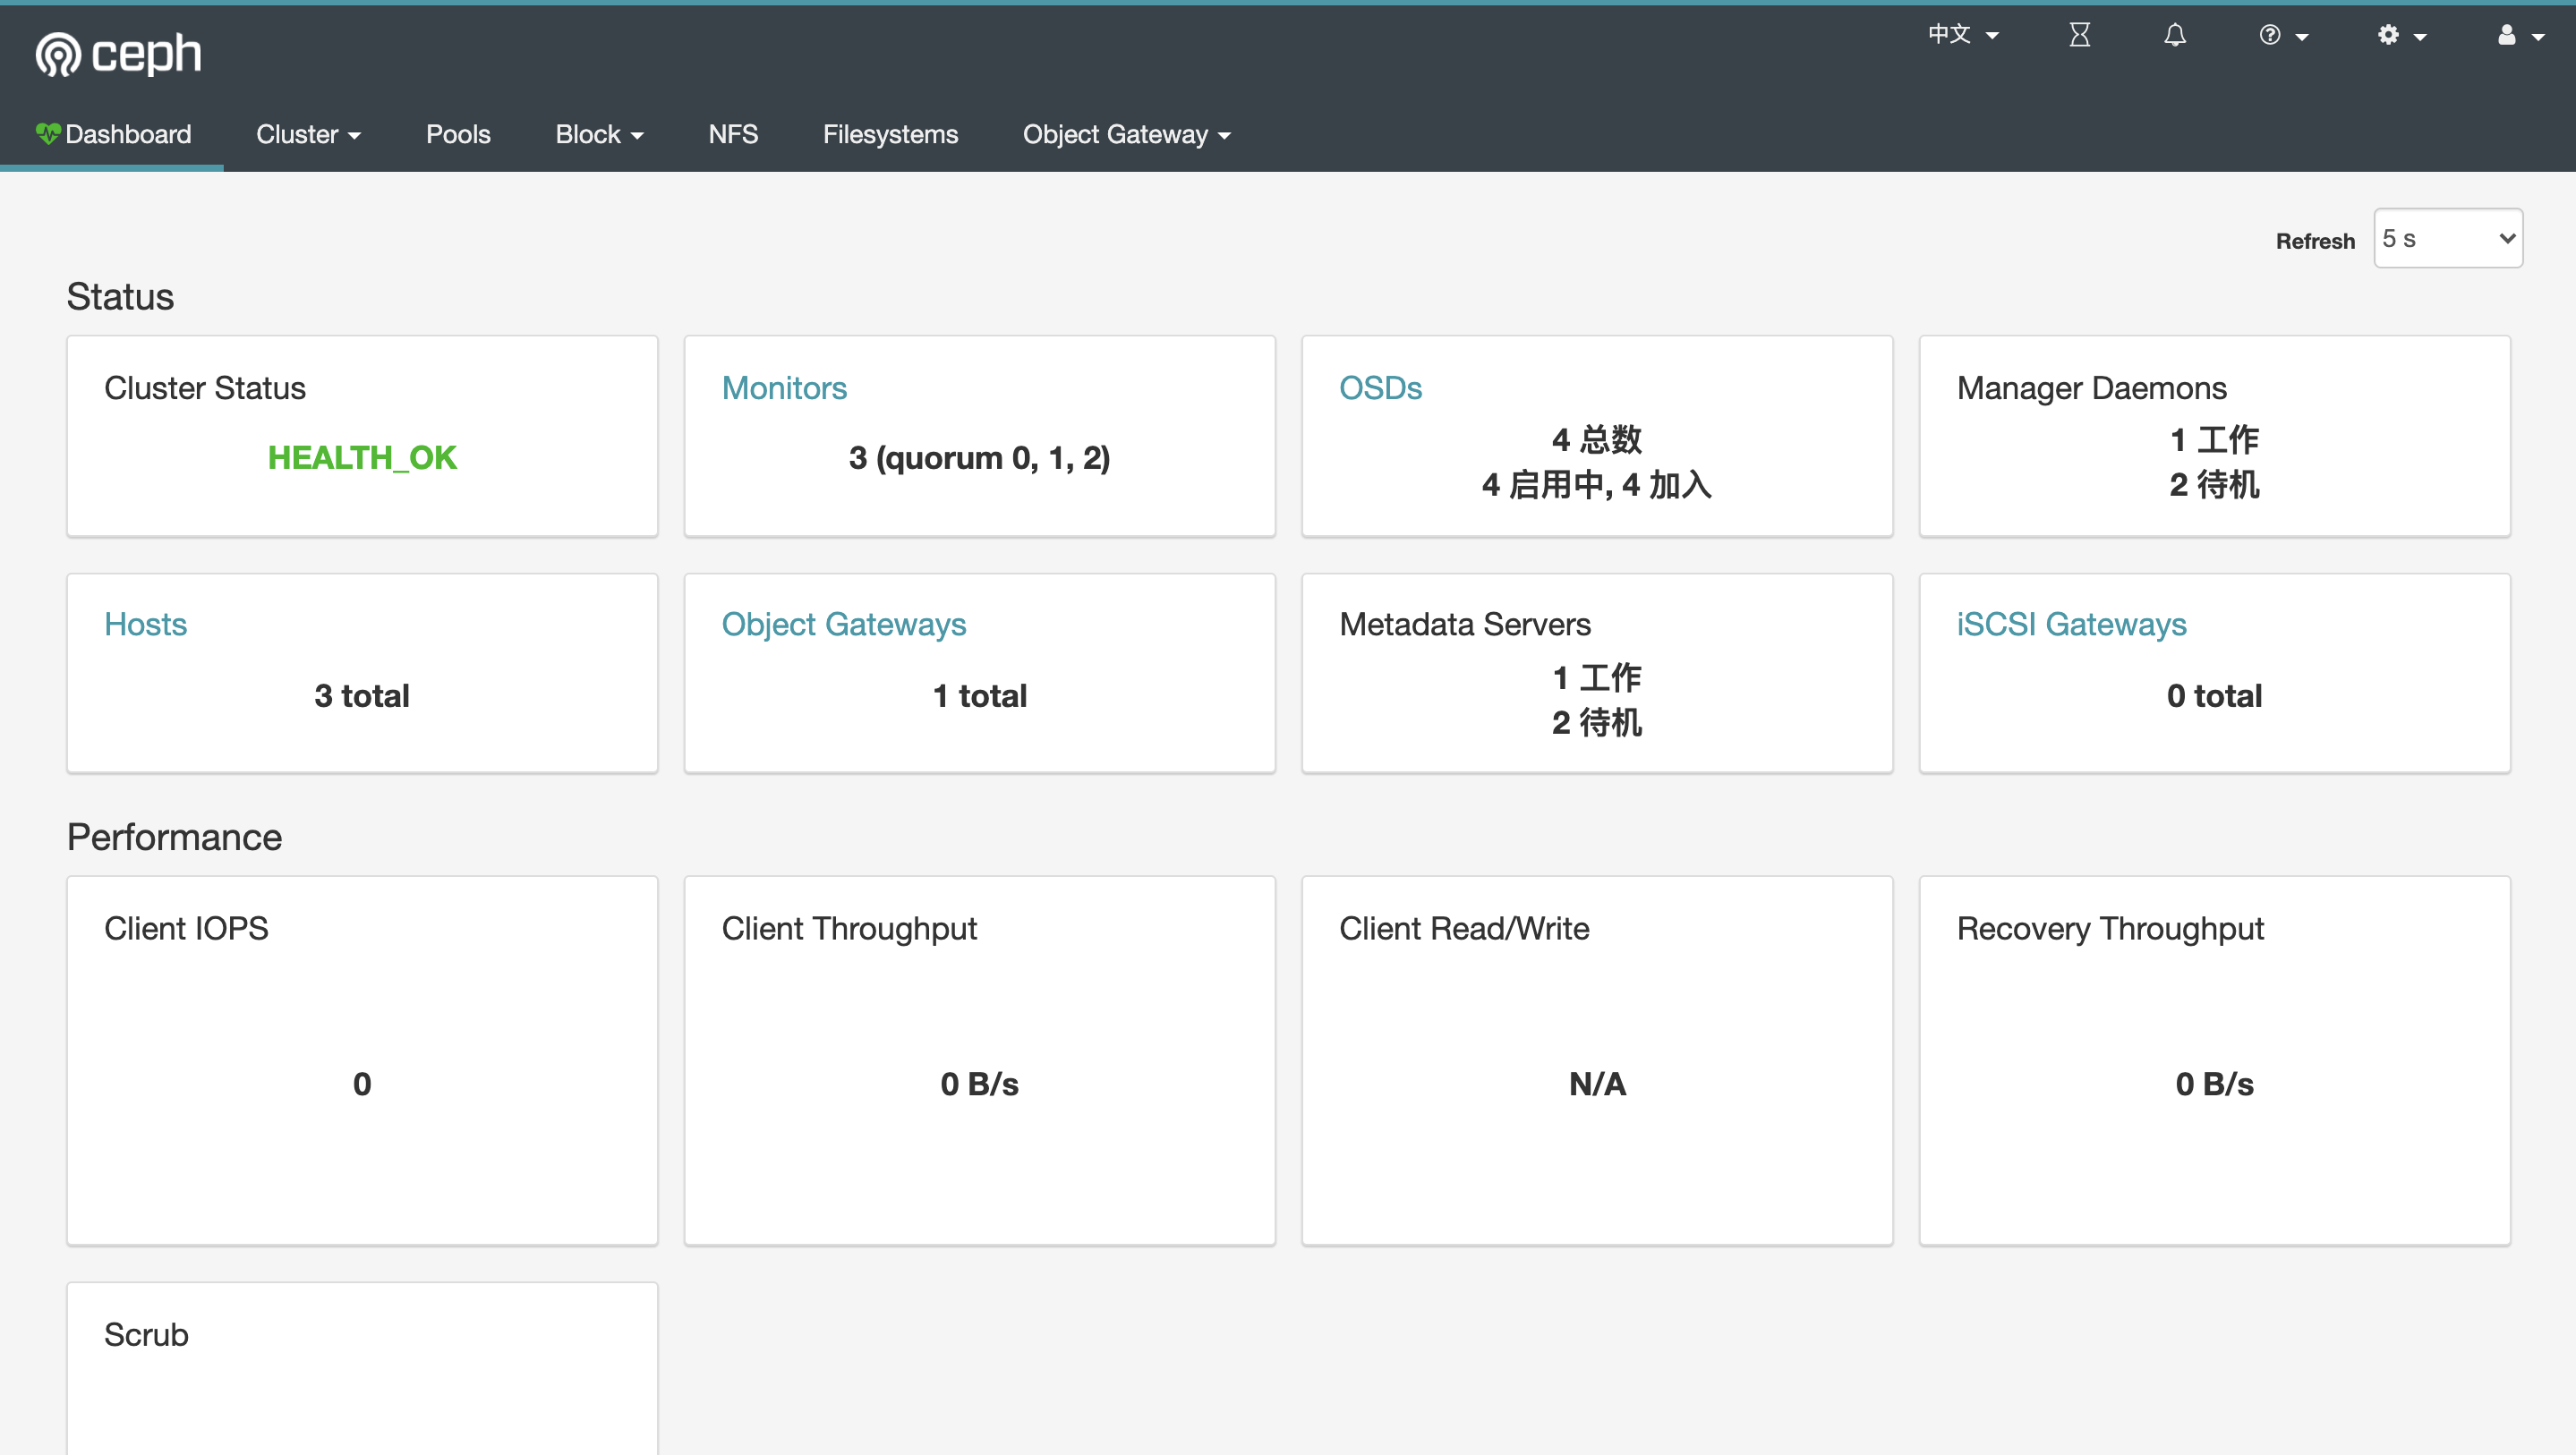 ceph
中文
Dashboard
Cluster
Pools
Block
NFS
Filesystems
Object Gateway
Refresh
5 s
Status
Cluster Status
HEALTH_OK
Monitors
3 (quorum 0, 1, 2)
OSDs
4 总数
4 启用中, 4 加入
Manager Daemons
1 工作
2 待机
Hosts
3 total
Object Gateways
1 total
Metadata Servers
1 工作
2 待机
iSCSI Gateways
0 total
Performance
Client IOPS
0
Client Throughput
0 B/s
Client Read/Write
N/A
Recovery Throughput
0 B/s
Scrub